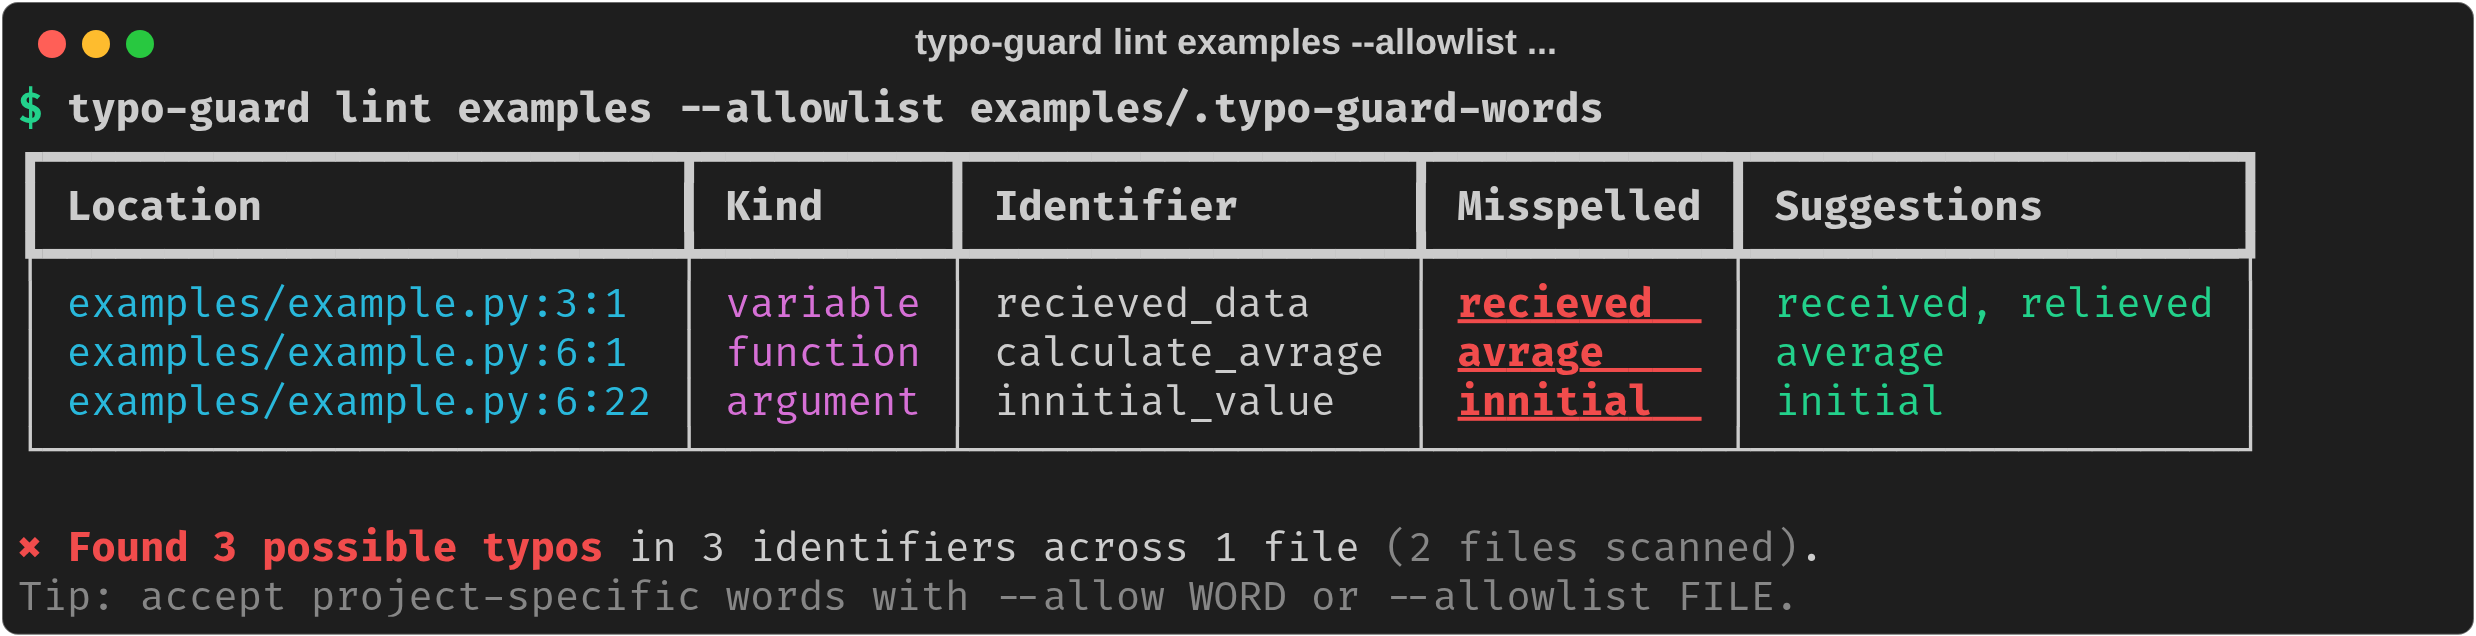 typo-guard lint examples --allowlist ...
$ typo-guard lint examples --allowlist examples/.typo-guard-words
Location Kind Identifier Misspelled Suggestions
examples/example.py:3:1 variable recieved_data recieved received, relieved
examples/example.py:6:1 function calculate_avrage avrage average
examples/example.py:6:22 argument innitial_value innitial initial
✖ Found 3 possible typos in 3 identifiers across 1 file (2 files scanned).
Tip: accept project-specific words with --allow WORD or --allowlist FILE.